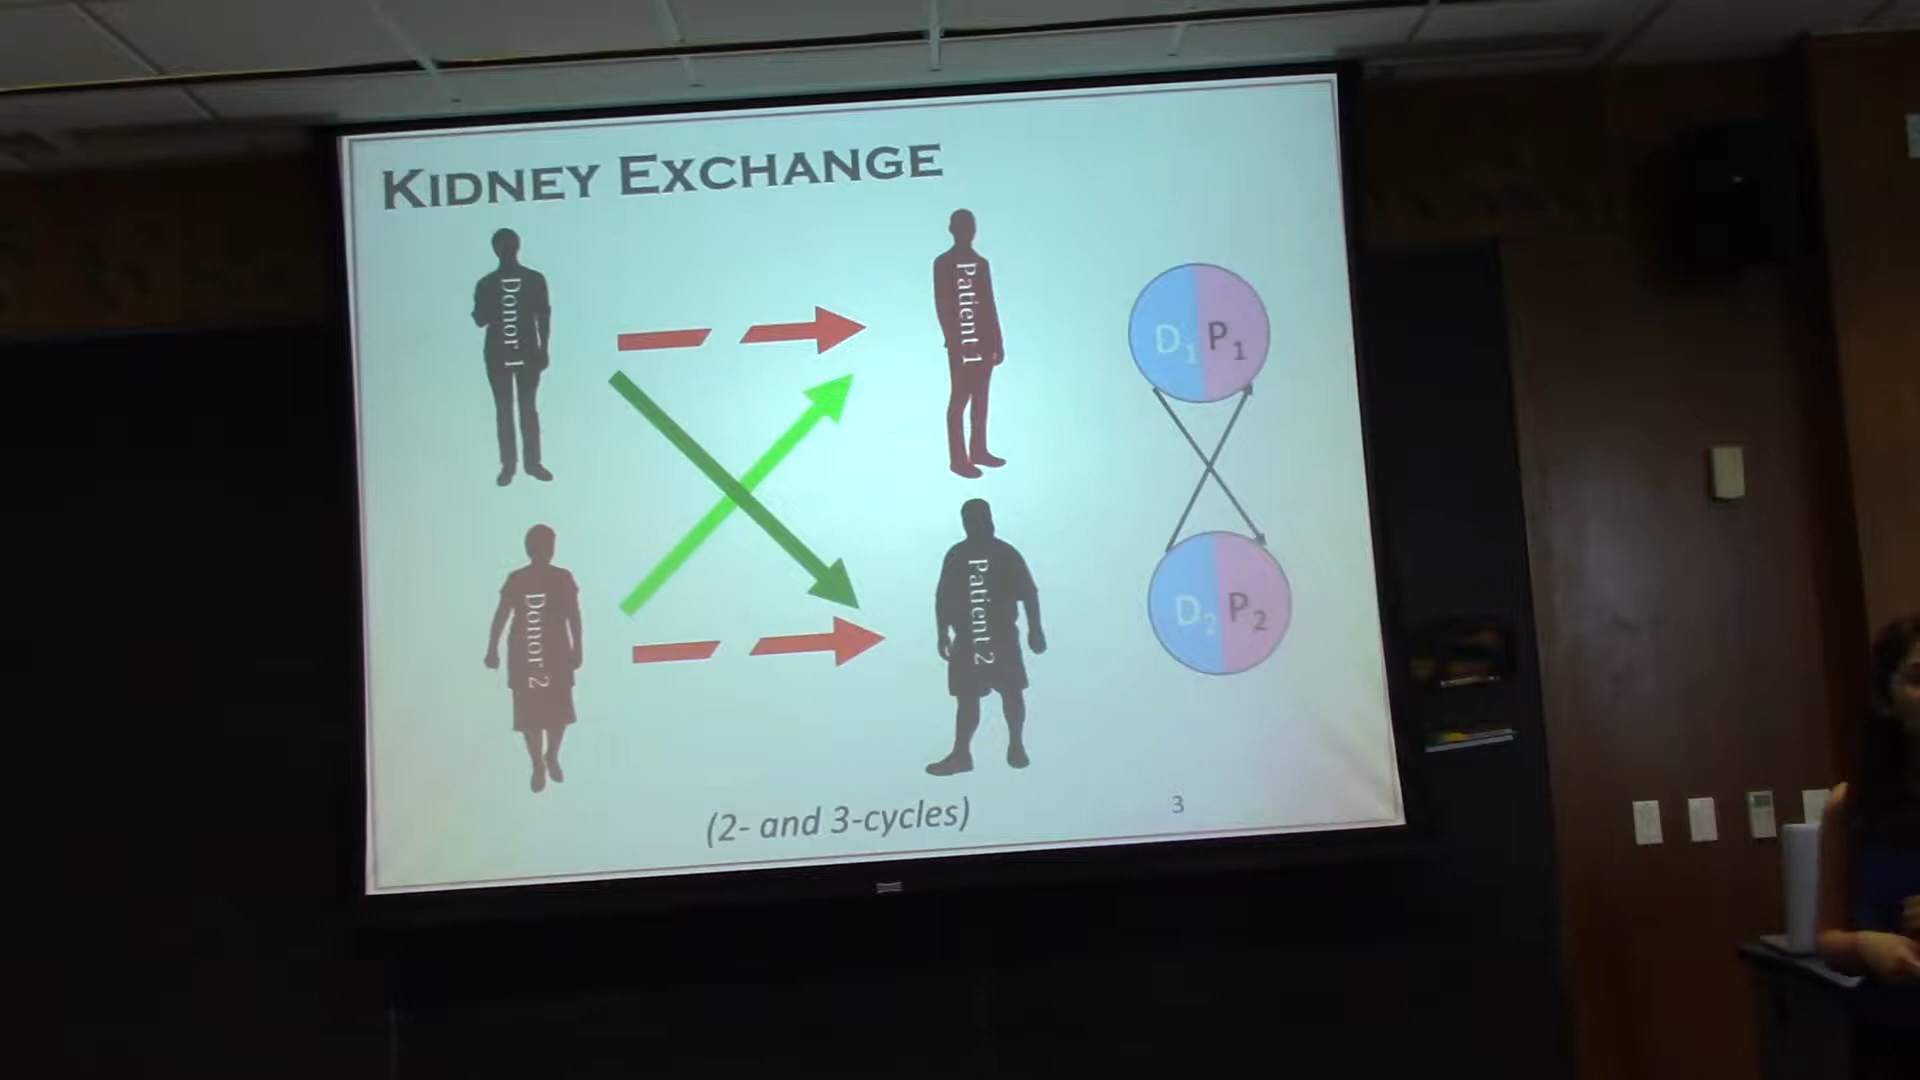 KIDNEY EXCHANGE
Donor 1
Patient 1
D1 P1
Donor 2
Patient 2
D2 P2
(2- and 3-cycles)
3